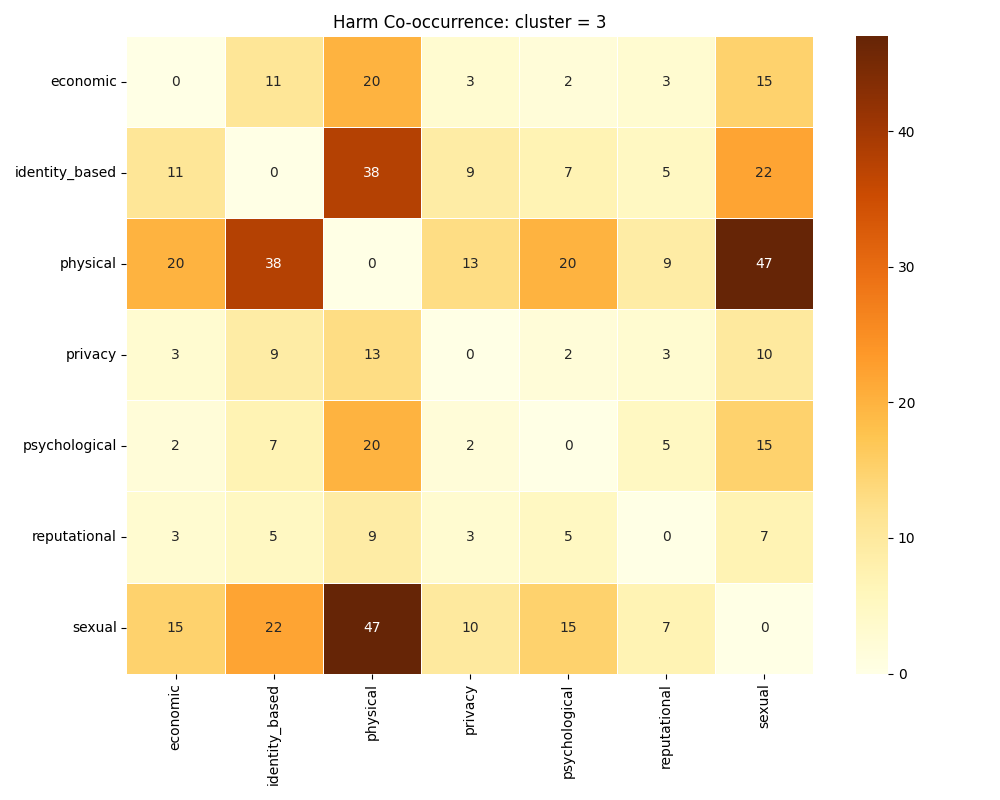 Harm Co-occurrence: cluster = 3
economic 0 11 20 3 2 3 15
identity_based 11 0 38 9 7 5 22
physical 20 38 0 13 20 9 47
privacy 3 9 13 0 2 3 10
psychological 2 7 20 2 0 5 15
reputational 3 5 9 3 5 0 7
sexual 15 22 47 10 15 7 0
economic identity_based physical privacy psychological reputational sexual
40
30
20
10
0